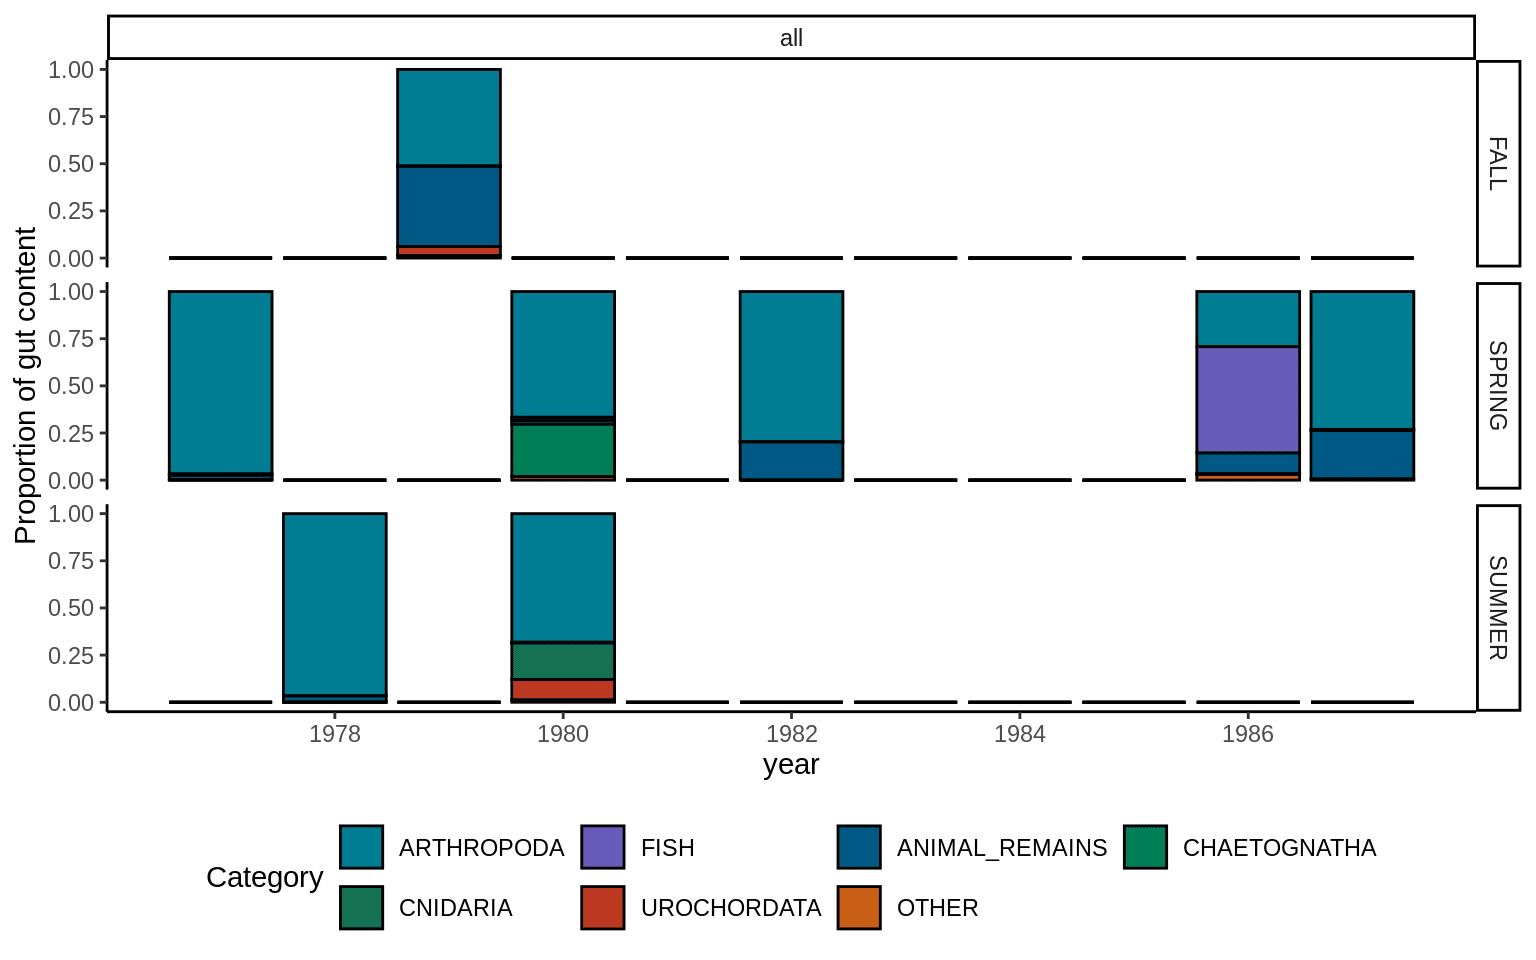 all
1.00
0.75
0.50
0.25
0.00
FALL
1.00
0.75
0.50
0.25
0.00
SPRING
1.00
0.75
0.50
0.25
0.00
SUMMER
Proportion of gut content
1978 1980 1982 1984 1986
year
Category
ARTHROPODA FISH ANIMAL_REMAINS CHAETOGNATHA
CNIDARIA UROCHORDATA OTHER